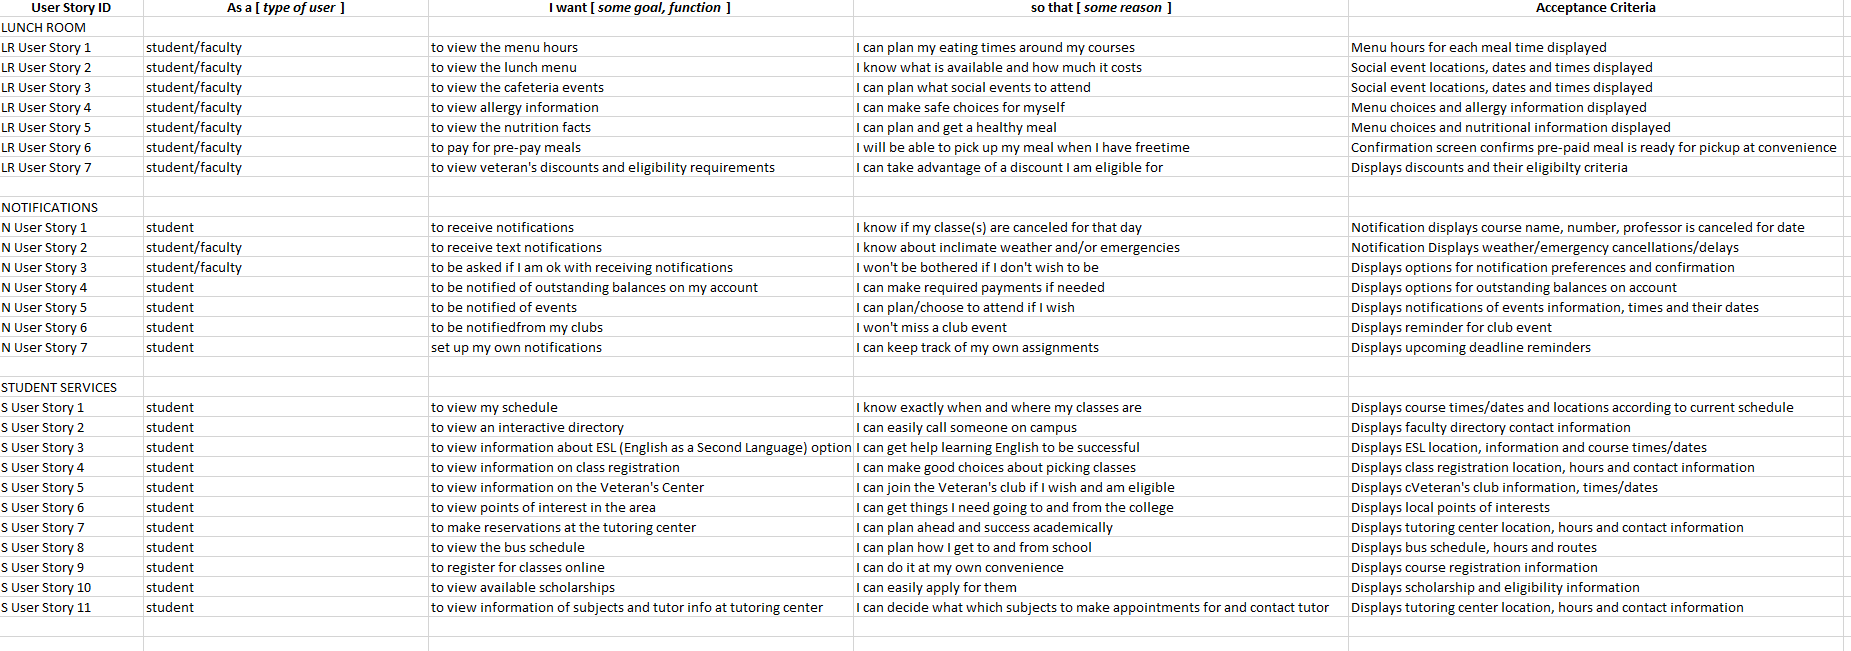 User Story ID As a [ type of user ] I want [ some goal, function ] so that [ some reason ] Acceptance Criteria
LUNCH ROOM
LR User Story 1 student/faculty to view the menu hours I can plan my eating times around my courses Menu hours for each meal time displayed
LR User Story 2 student/faculty to view the lunch menu I know what is available and how much it costs Social event locations, dates and times displayed
LR User Story 3 student/faculty to view the cafeteria events I can plan what social events to attend Social event locations, dates and times displayed
LR User Story 4 student/faculty to view allergy information I can make safe choices for myself Menu choices and allergy information displayed
LR User Story 5 student/faculty to view the nutrition facts I can plan and get a healthy meal Menu choices and nutritional information displayed
LR User Story 6 student/faculty to pay for pre-pay meals I will be able to pick up my meal when I have freetime Confirmation screen confirms pre-paid meal is ready for pickup at convenience
LR User Story 7 student/faculty to view veteran's discounts and eligibility requirements I can take advantage of a discount I am eligible for Displays discounts and their eligibilty criteria
NOTIFICATIONS
N User Story 1 student to receive notifications I know if my classe(s) are canceled for that day Notification displays course name, number, professor is canceled for date
N User Story 2 student/faculty to receive text notifications I know about inclimate weather and/or emergencies Notification Displays weather/emergency cancellations/delays
N User Story 3 student/faculty to be asked if I am ok with receiving notifications I won't be bothered if I don't wish to be Displays options for notification preferences and confirmation
N User Story 4 student to be notified of outstanding balances on my account I can make required payments if needed Displays options for outstanding balances on account
N User Story 5 student to be notified of events I can plan/choose to attend if I wish Displays notifications of events information, times and their dates
N User Story 6 student to be notifiedfrom my clubs I won't miss a club event Displays reminder for club event
N User Story 7 student set up my own notifications I can keep track of my own assignments Displays upcoming deadline reminders
STUDENT SERVICES
S User Story 1 student to view my schedule I know exactly when and where my classes are Displays course times/dates and locations according to current schedule
S User Story 2 student to view an interactive directory I can easily call someone on campus Displays faculty directory contact information
S User Story 3 student to view information about ESL (English as a Second Language) option I can get help learning English to be successful Displays ESL location, information and course times/dates
S User Story 4 student to view information on class registration I can make good choices about picking classes Displays class registration location, hours and contact information
S User Story 5 student to view information on the Veteran's Center I can join the Veteran's club if I wish and am eligible Displays cVeteran's club information, times/dates
S User Story 6 student to view points of interest in the area I can get things I need going to and from the college Displays local points of interests
S User Story 7 student to make reservations at the tutoring center I can plan ahead and success academically Displays tutoring center location, hours and contact information
S User Story 8 student to view the bus schedule I can plan how I get to and from school Displays bus schedule, hours and routes
S User Story 9 student to register for classes online I can do it at my own convenience Displays course registration information
S User Story 10 student to view available scholarships I can easily apply for them Displays scholarship and eligibility information
S User Story 11 student to view information of subjects and tutor info at tutoring center I can decide what which subjects to make appointments for and contact tutor Displays tutoring center location, hours and contact information